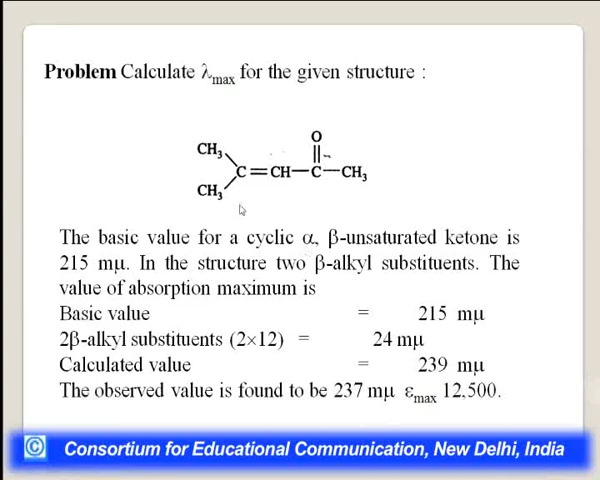 Problem Calculate λmax for the given structure :
O
CH3
C=CH—C—CH3
CH3
The basic value for a cyclic α, β-unsaturated ketone is
215 mμ. In the structure two β-alkyl substituents. The
value of absorption maximum is
Basic value = 215 mμ
2β-alkyl substituents (2×12) = 24 mμ
Calculated value = 239 mμ
The observed value is found to be 237 mμ εmax 12,500.
© Consortium for Educational Communication, New Delhi, India